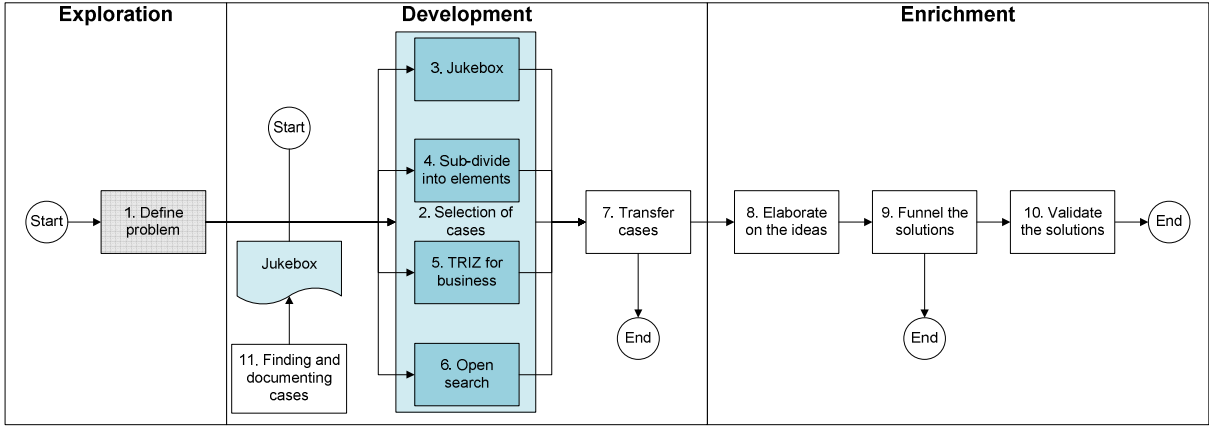 Exploration
Development
Enrichment
Start
1. Define
problem
Start
Jukebox
11. Finding and
documenting
cases
3. Jukebox
4. Sub-divide
into elements
2. Selection of
cases
5. TRIZ for
business
6. Open
search
7. Transfer
cases
End
8. Elaborate
on the ideas
9. Funnel the
solutions
End
10. Validate
the solutions
End